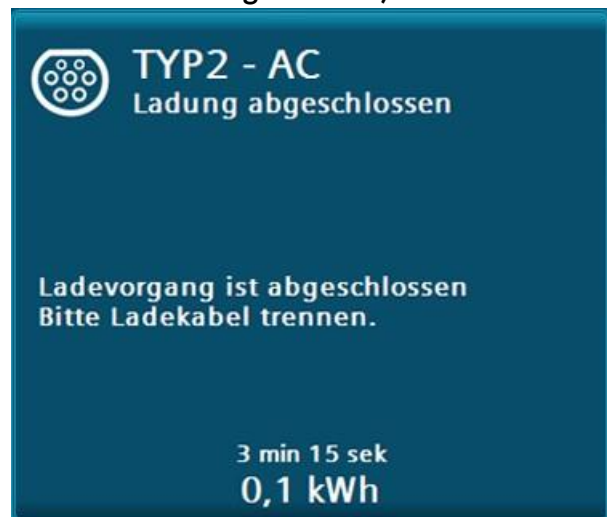 TYP2 - AC
Ladung abgeschlossen
Ladevorgang ist abgeschlossen
Bitte Ladekabel trennen.
3 min 15 sek
0,1 kWh